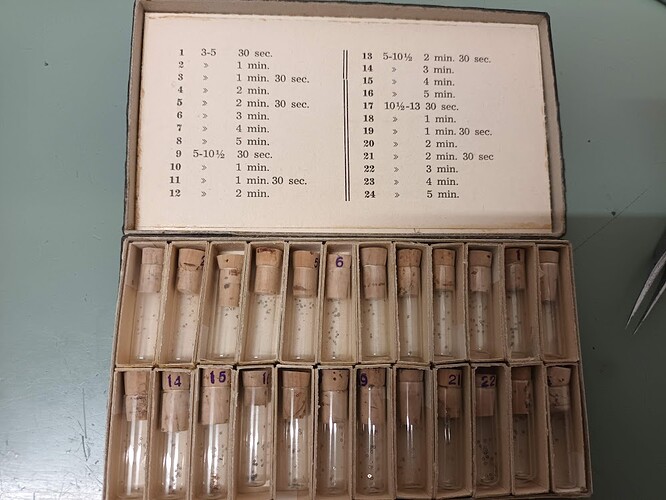 1 3-5 30 sec.
2 » 1 min.
3 » 1 min. 30 sec.
4 » 2 min.
5 » 2 min. 30 sec.
6 » 3 min.
7 » 4 min.
8 » 5 min.
9 5-10½ 30 sec.
10 » 1 min.
11 » 1 min. 30 sec.
12 » 2 min.
13 5-10½ 2 min. 30 sec.
14 » 3 min.
15 » 4 min.
16 » 5 min.
17 10½-13 30 sec.
18 » 1 min.
19 » 1 min. 30 sec.
20 » 2 min.
21 » 2 min. 30 sec
22 » 3 min.
23 » 4 min.
24 » 5 min.
6
14 15 21 22